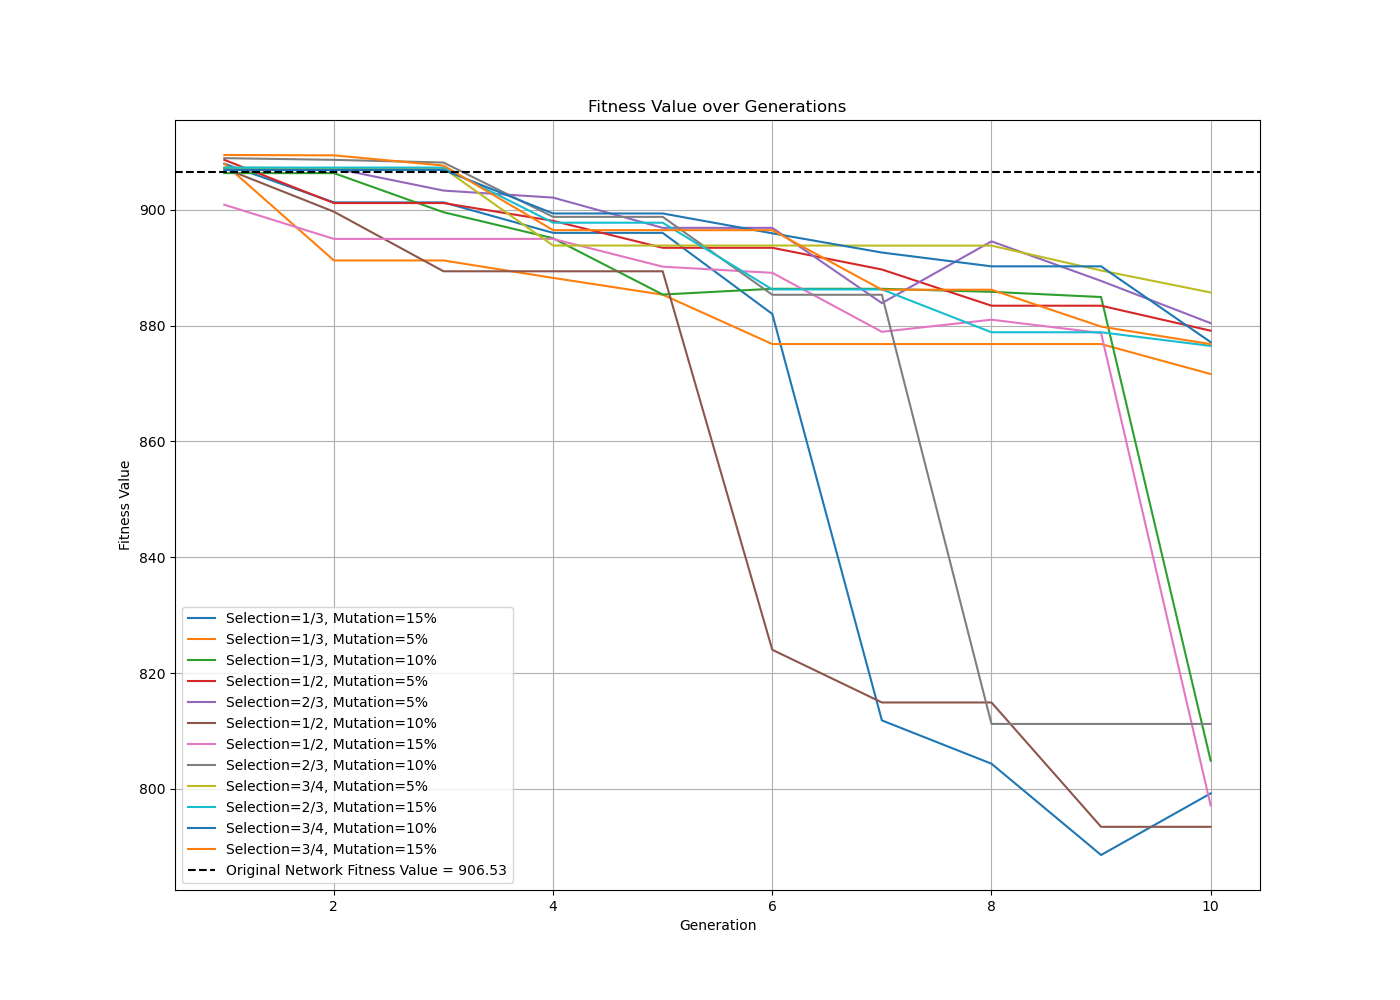 Fitness Value over Generations
Fitness Value
900
880
860
840
820
800
Selection=1/3, Mutation=15%
Selection=1/3, Mutation=5%
Selection=1/3, Mutation=10%
Selection=1/2, Mutation=5%
Selection=2/3, Mutation=5%
Selection=1/2, Mutation=10%
Selection=1/2, Mutation=15%
Selection=2/3, Mutation=10%
Selection=3/4, Mutation=5%
Selection=2/3, Mutation=15%
Selection=3/4, Mutation=10%
Selection=3/4, Mutation=15%
Original Network Fitness Value = 906.53
2 4 6 8 10
Generation